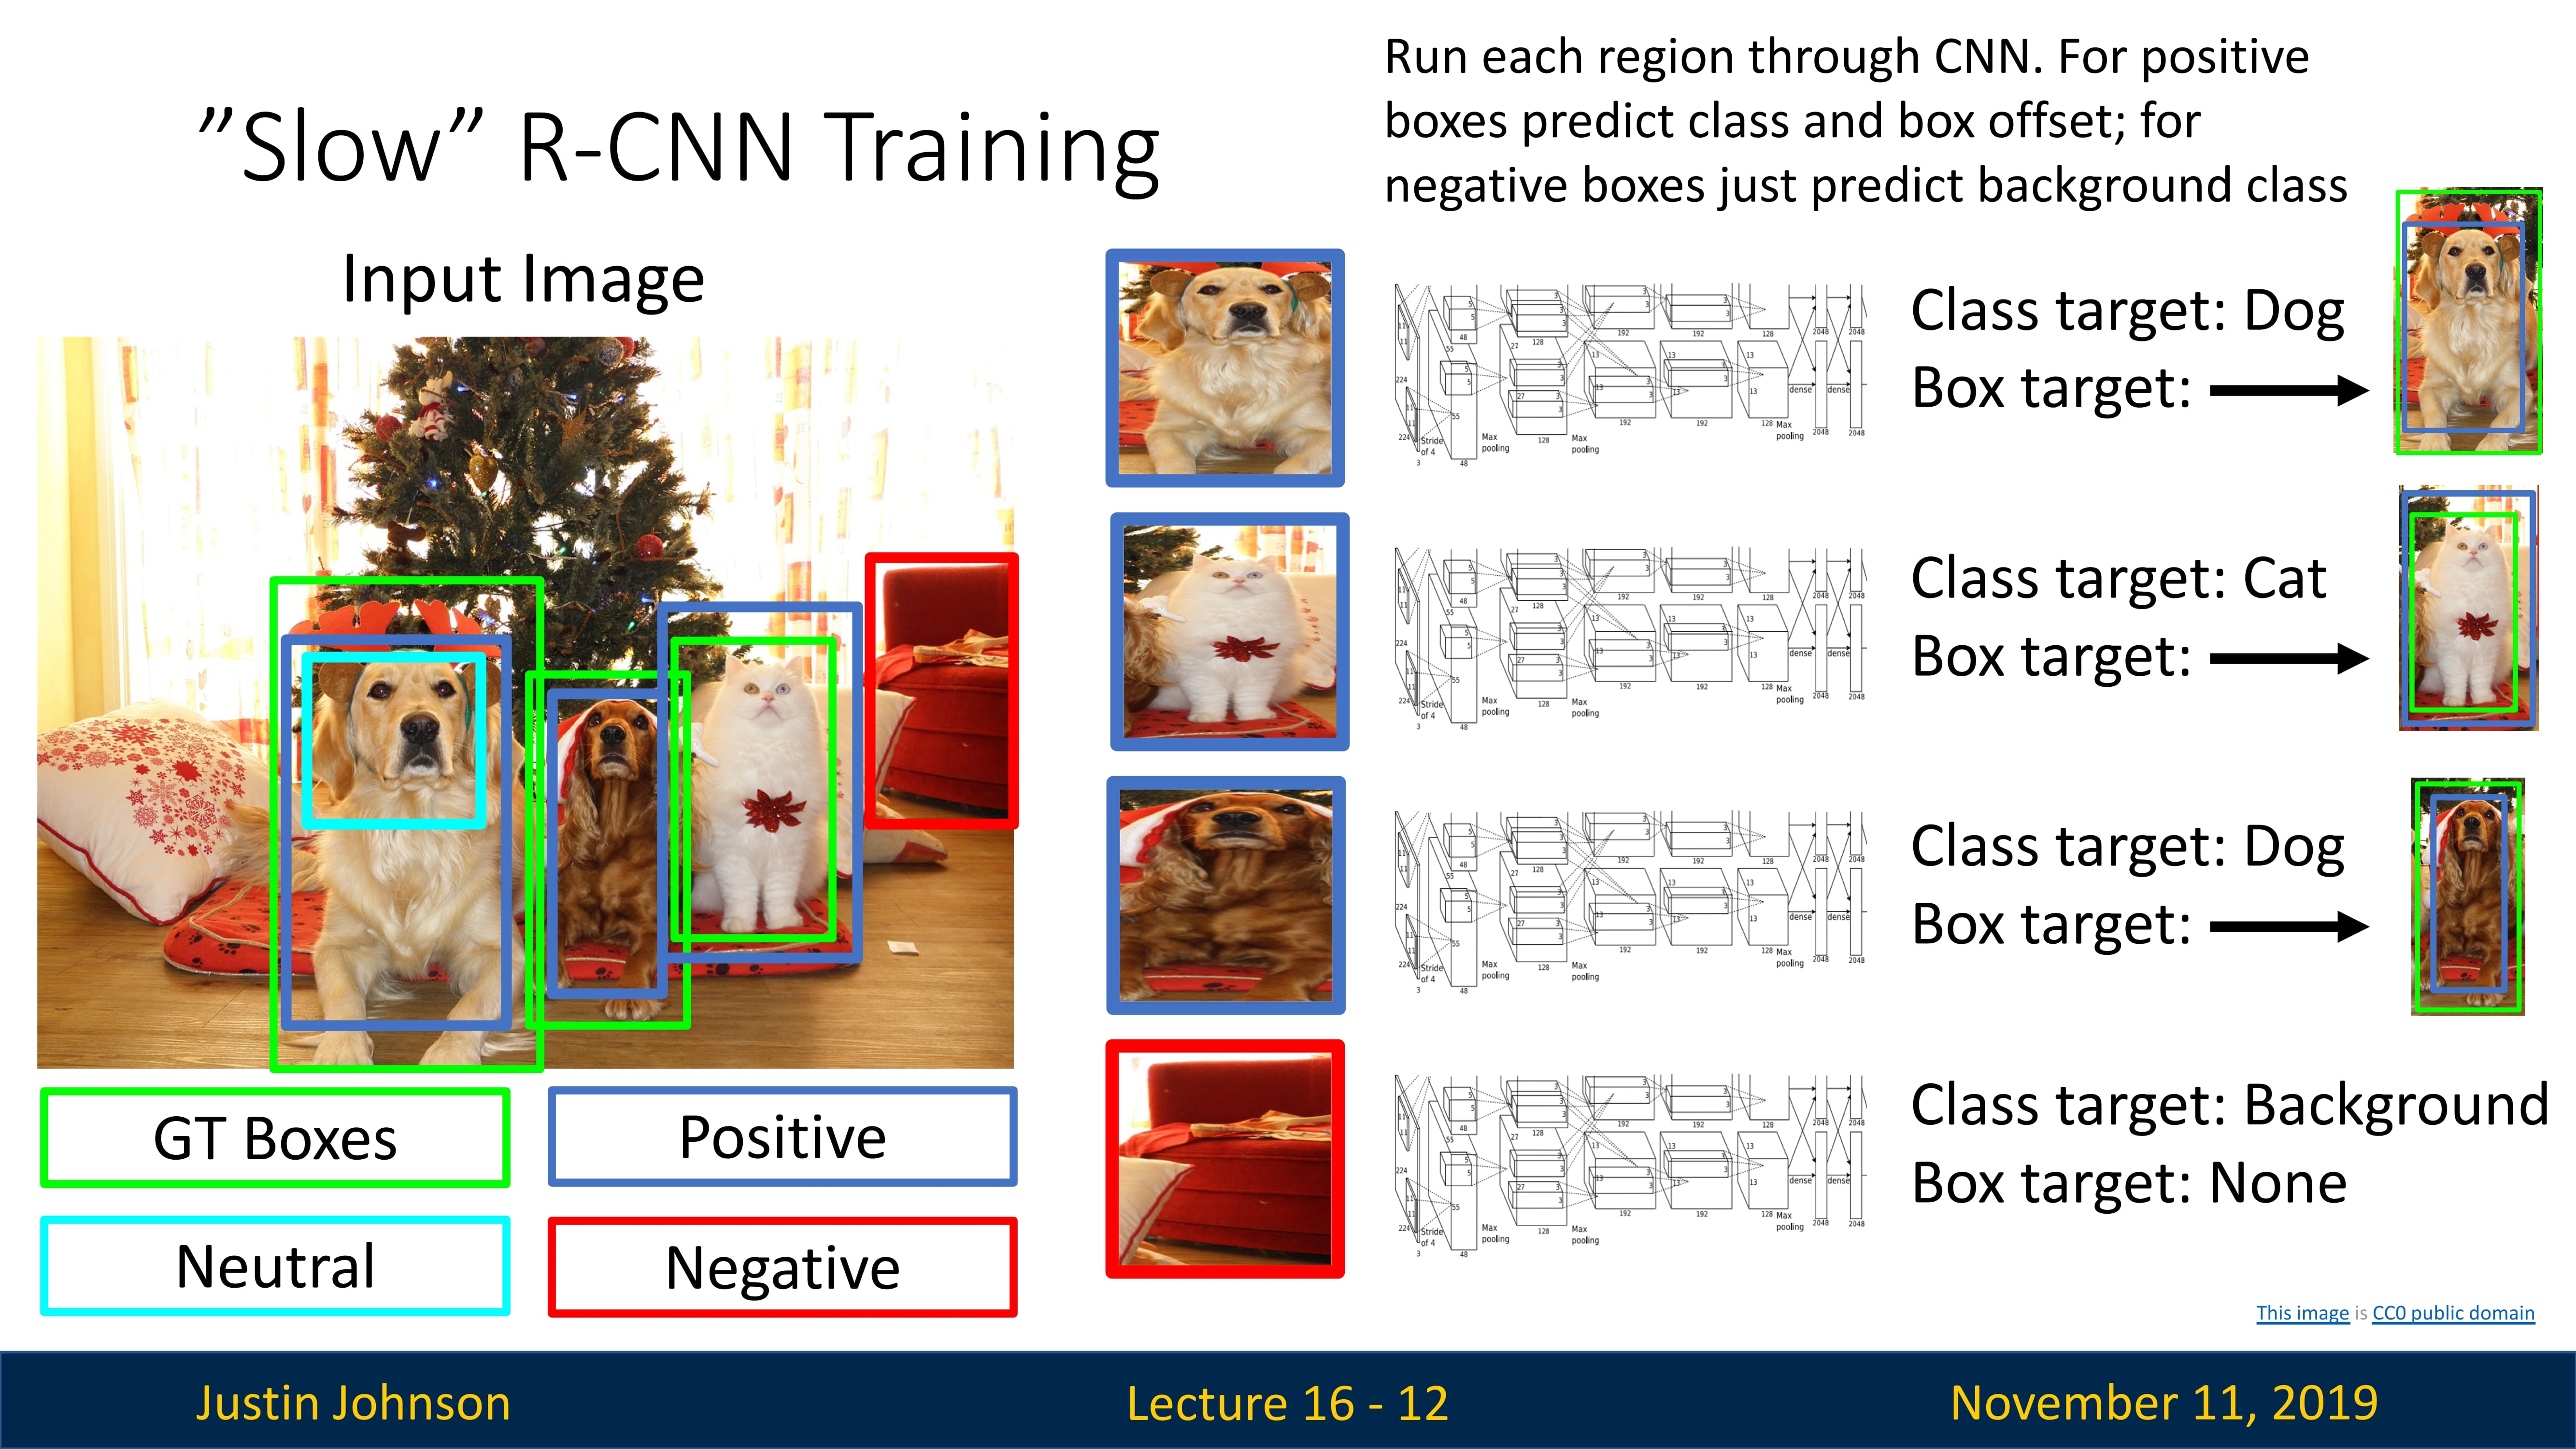 ”Slow” R-CNN Training
Run each region through CNN. For positive
boxes predict class and box offset; for
negative boxes just predict background class
Input Image
Class target: Dog
Box target:
Class target: Cat
Box target:
Class target: Dog
Box target:
Class target: Background
Box target: None
GT Boxes
Positive
Neutral
Negative
This image is CC0 public domain
Justin Johnson
Lecture 16 - 12
November 11, 2019